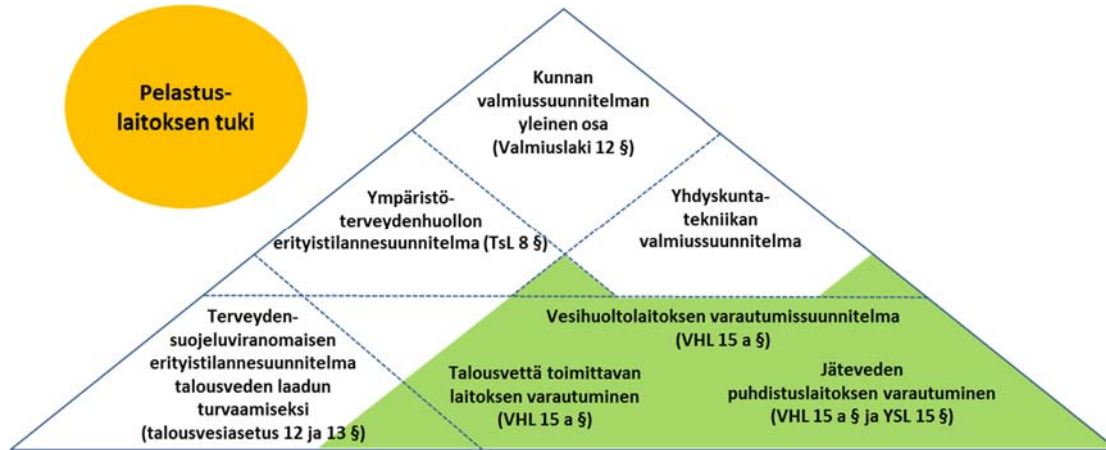 Pelastus-
laitoksen tuki
Kunnan
valmiussuunnitelman
yleinen osa
(Valmiuslaki 12 §)
Ympäristö-
terveydenhuollon
erityistilannesuunnitelma (TsL 8 §)
Yhdyskunta-
tekniikan
valmiussuunnitelma
Terveyden-
suojeluviranomaisen
erityistilannesuunnitelma
talousveden laadun
turvaamiseksi
(talousvesiasetus 12 ja 13 §)
Vesihuoltolaitoksen varautumissuunnitelma
(VHL 15 a §)
Talousvettä toimittavan
laitoksen varautuminen
(VHL 15 a §)
Jäteveden
puhdistuslaitoksen varautuminen
(VHL 15 a § ja YSL 15 §)